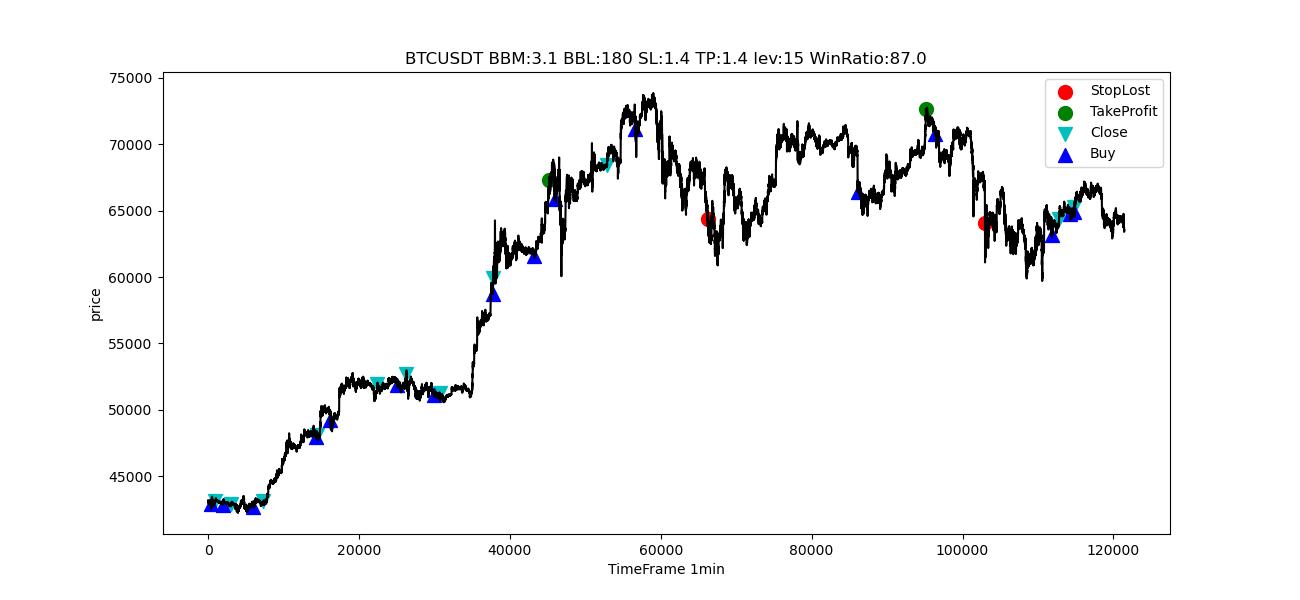 BTCUSDT BBM:3.1 BBL:180 SL:1.4 TP:1.4 lev:15 WinRatio:87.0
75000
70000
65000
60000
55000
50000
45000
price
StopLost
TakeProfit
Close
Buy
0 20000 40000 60000 80000 100000 120000
TimeFrame 1min